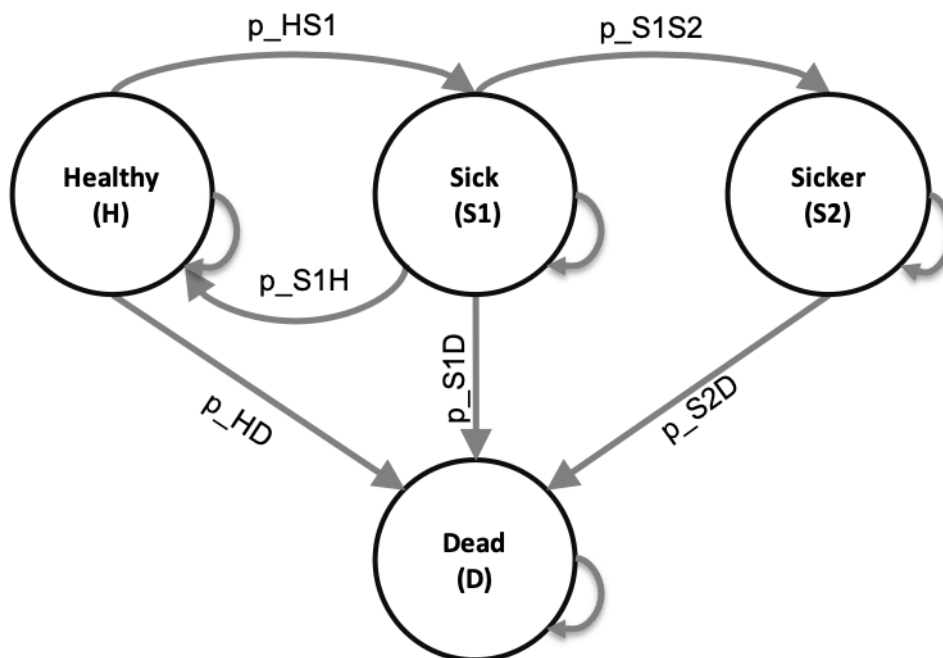 p_HS1
p_S1S2
Healthy
(H)
Sick
(S1)
Sicker
(S2)
p_S1H
p_HD
p_S1D
p_S2D
Dead
(D)